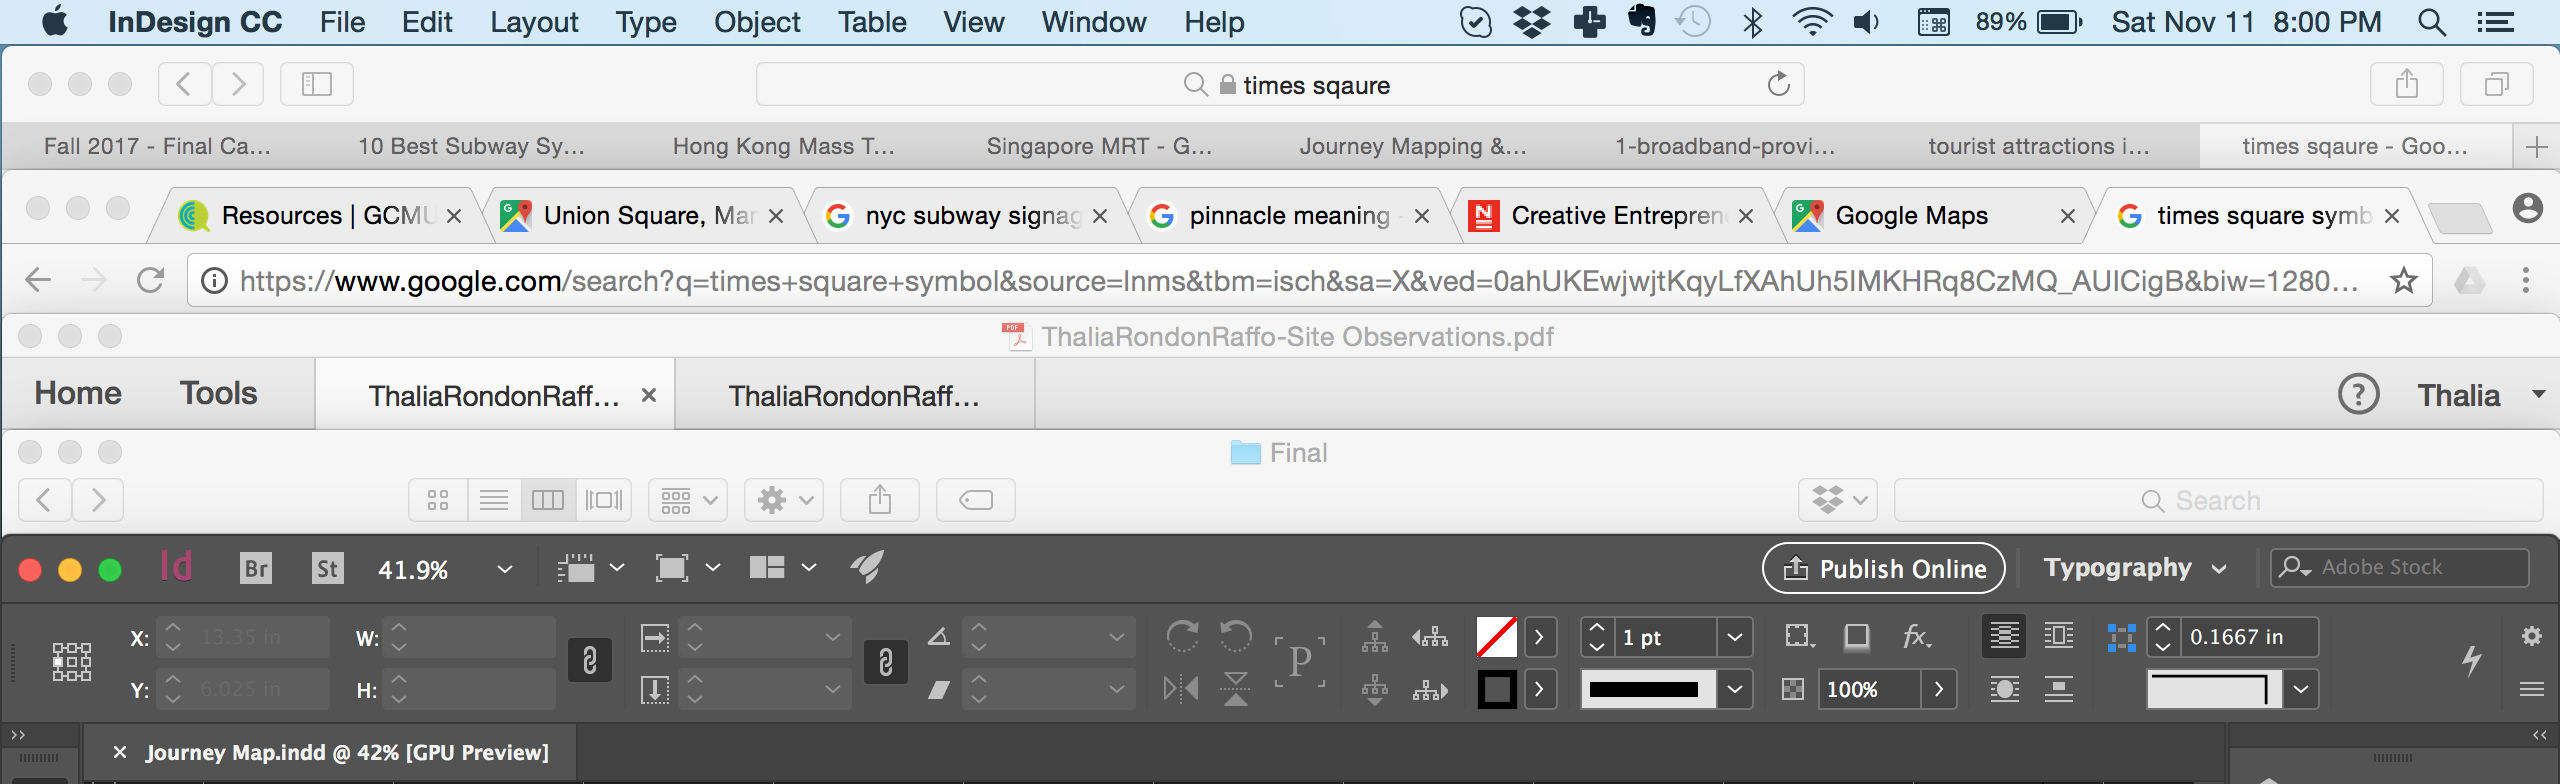 InDesign CC File Edit Layout Type Object Table View Window Help 89% Sat Nov 11 8:00 PM
times sqaure
Fall 2017 - Final Ca... 10 Best Subway Sy... Hong Kong Mass T... Singapore MRT - G... Journey Mapping &... 1-broadband-provi... tourist attractions i... times sqaure - Goo...
Resources | GCMU Union Square, Mar nyc subway signag pinnacle meaning - Creative Entrepren Google Maps times square symb
https://www.google.com/search?q=times+square+symbol&source=lnms&tbm=isch&sa=X&ved=0ahUKEwjwjtKqyLfXAhUh5IMKHRq8CzMQ_AUICigB&biw=1280...
ThaliaRondonRaffo-Site Observations.pdf
Home Tools ThaliaRondonRaff... ThaliaRondonRaff... Thalia
Final
Search
Id Br St 41.9% Publish Online Typography Adobe Stock
X: 13.35 in W: 1 pt fx. 0.1667 in
Y: 6.025 in H: P 100%
Journey Map.indd @ 42% [GPU Preview]